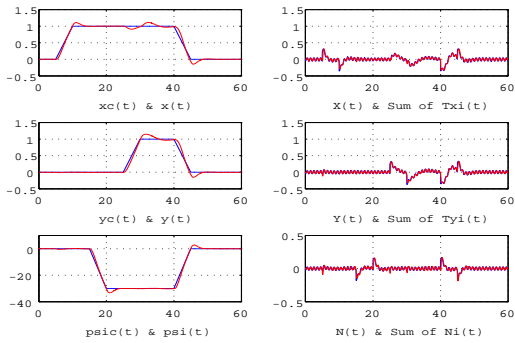 1.5
1
0.5
0
-0.5
0 20 40 60
xc(t) & x(t)
1.5
1
0.5
0
-0.5
0 20 40 60
X(t) & Sum of Txi(t)
1.5
1
0.5
0
-0.5
0 20 40 60
yc(t) & y(t)
1.5
1
0.5
0
-0.5
0 20 40 60
Y(t) & Sum of Tyi(t)
0
-20
-40
0 20 40 60
psic(t) & psi(t)
0.5
0
-0.5
0 20 40 60
N(t) & Sum of Ni(t)